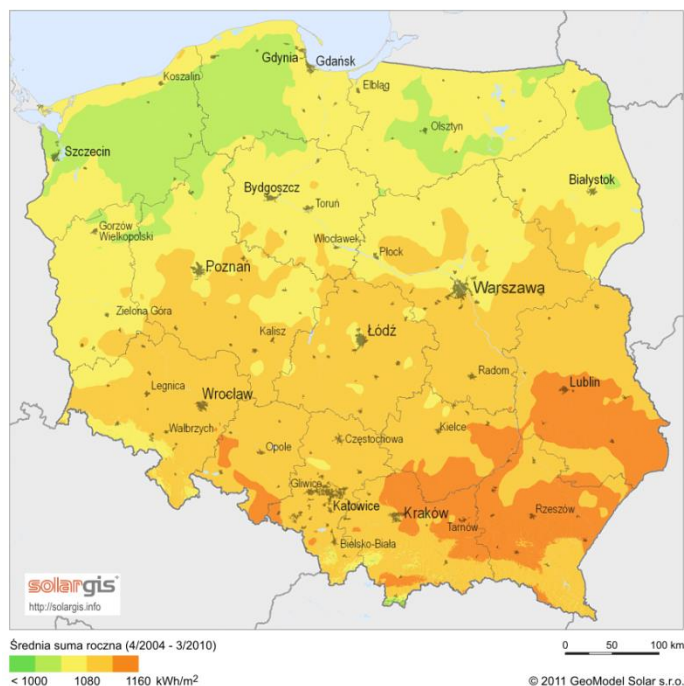 Gdynia
Gdańsk
Koszalin
Elbląg
Olsztyn
Szczecin
Białystok
Bydgoszcz
Toruń
Gorzów
Wielkopolski
Włocławek
Płock
Poznań
Warszawa
Zielona Góra
Kalisz
Łódź
Radom
Lublin
Legnica
Wrocław
Wałbrzych
Opole
Częstochowa
Kielce
Gliwice
Katowice
Kraków
Tarnów
Rzeszów
Bielsko-Biała
solargis
http://solargis.info
Średnia suma roczna (4/2004 - 3/2010)
< 1000 1080 1160 kWh/m²
0 50 100 km
© 2011 GeoModel Solar s.r.o.